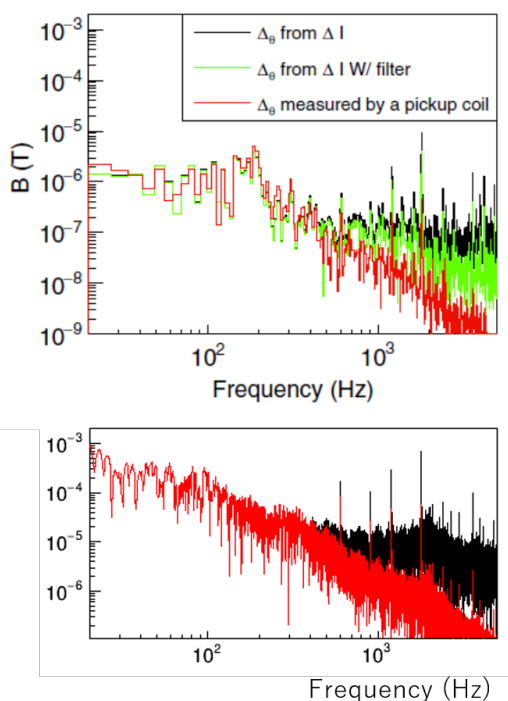 10⁻³
Δθ from Δ I
10⁻⁴
Δθ from Δ I W/ filter
Δθ measured by a pickup coil
10⁻⁵
B (T)
10⁻⁶
10⁻⁷
10⁻⁸
10⁻⁹
10² 10³
Frequency (Hz)
10⁻³
10⁻⁴
10⁻⁵
10⁻⁶
10² 10³
Frequency (Hz)